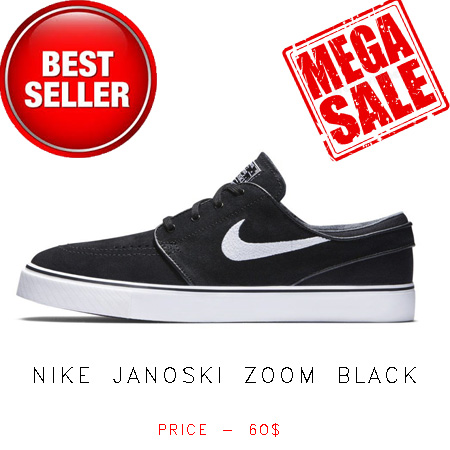 BEST
SELLER
MEGA
SALE
NIKE JANOSKI ZOOM BLACK
PRICE – 60$